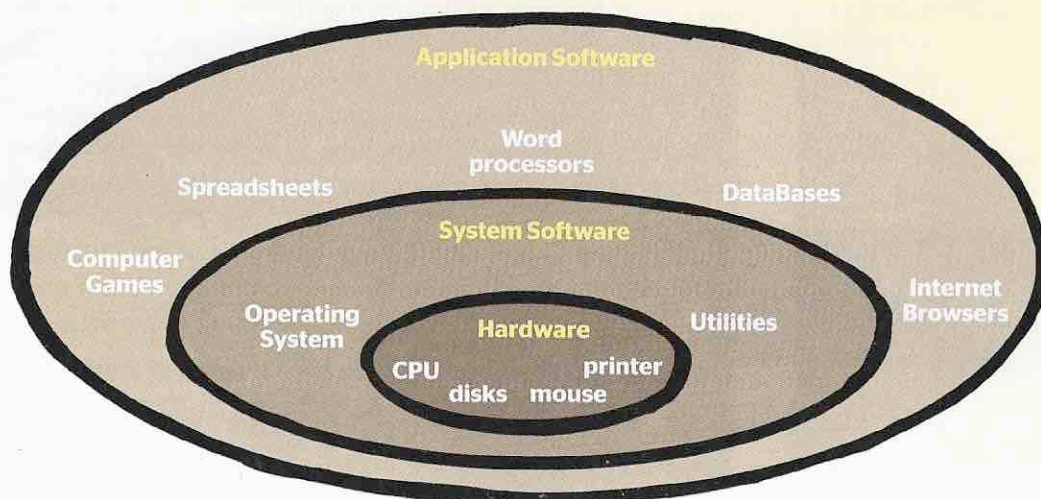 Application Software
Word
processors
Spreadsheets
DataBases
System Software
Computer
Games
Internet
Browsers
Operating
System
Utilities
Hardware
CPU
printer
disks
mouse